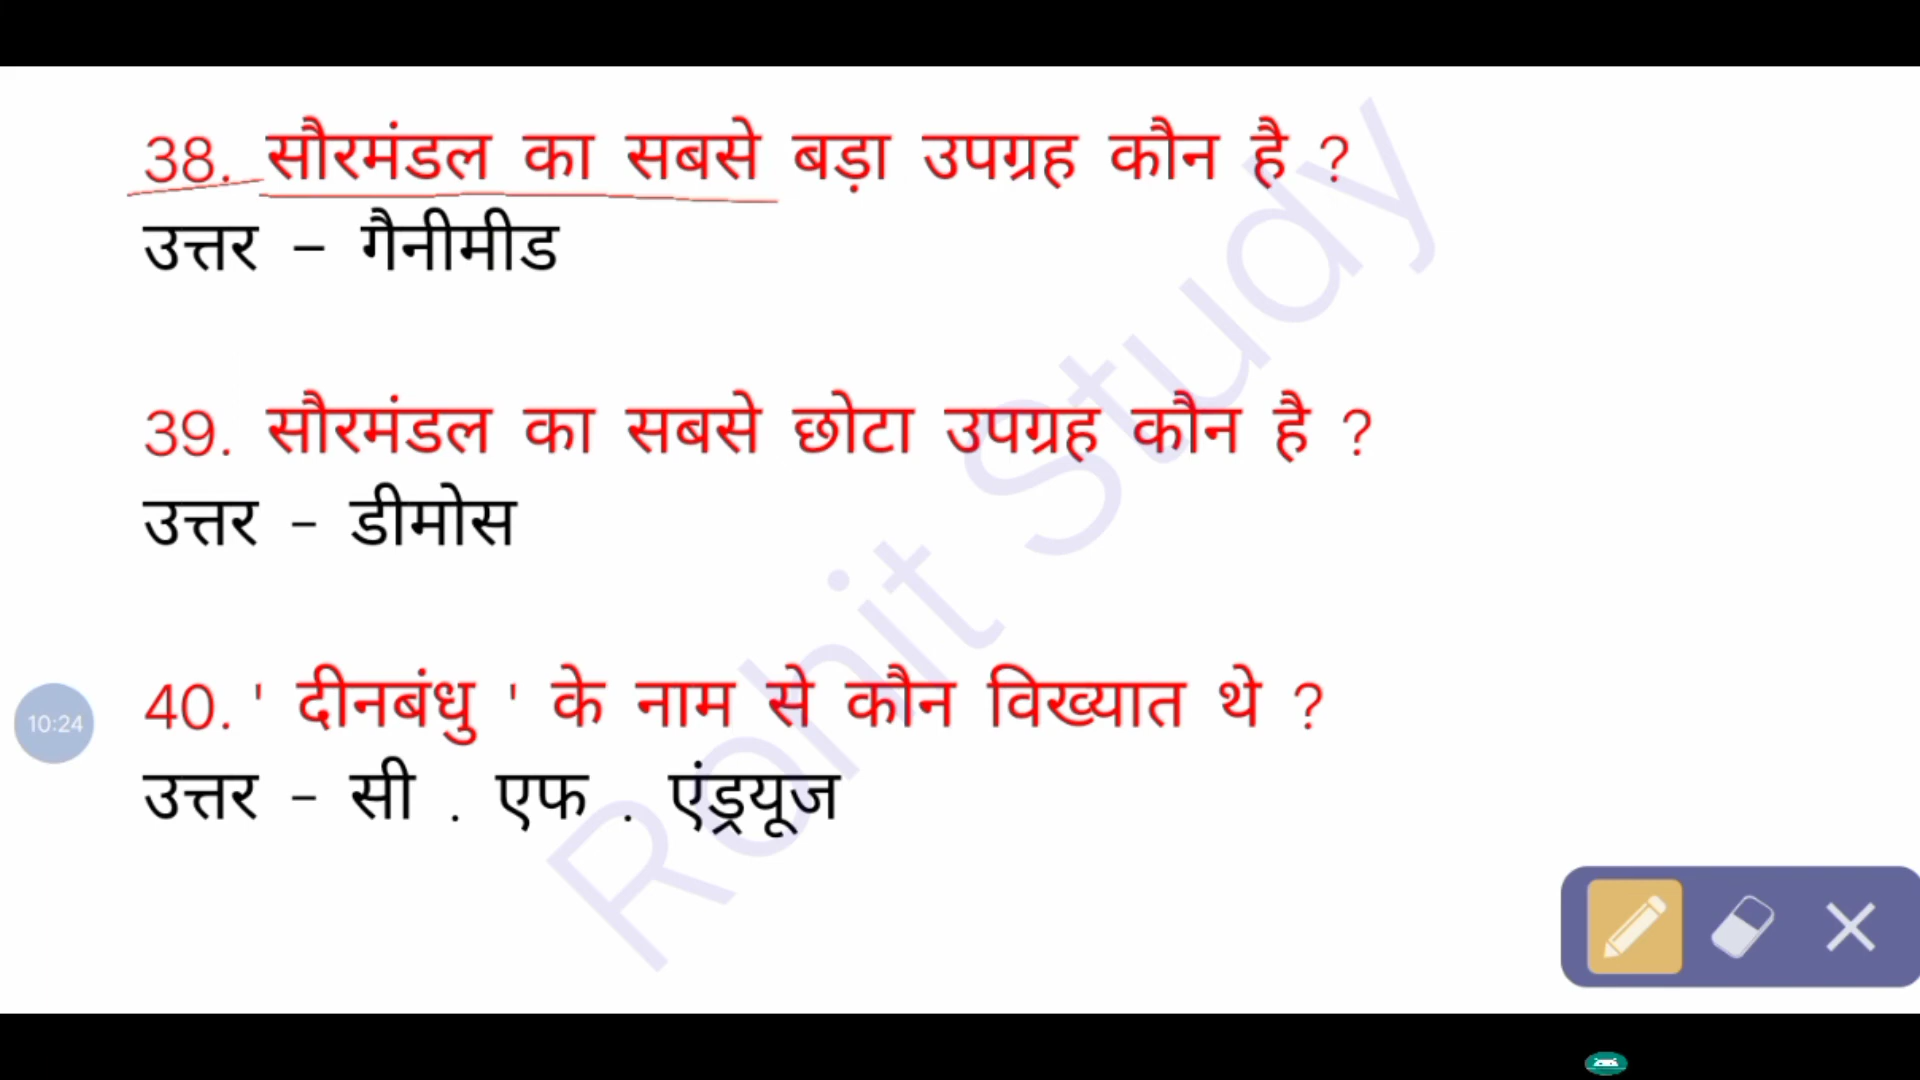 38. सौरमंडल का सबसे बड़ा उपग्रह कौन है ?
उत्तर – गैनीमीड
39. सौरमंडल का सबसे छोटा उपग्रह कौन है ?
उत्तर - डीमोस
40. ' दीनबंधु ' के नाम से कौन विख्यात थे ?
उत्तर - सी . एफ . एंड्रयूज
10:24
Rohit Study